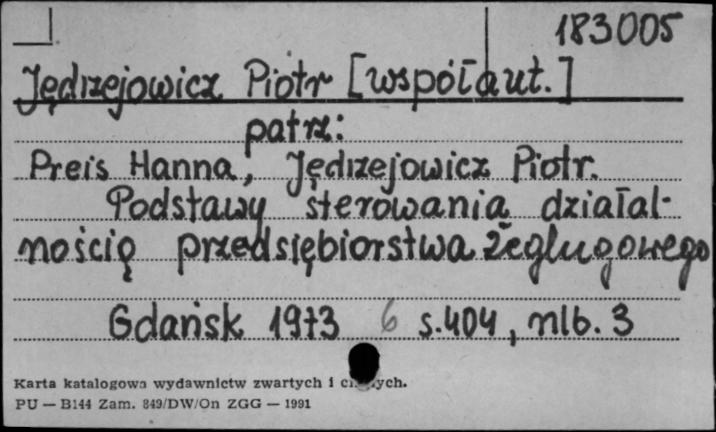 183005
Jędrzejowicz Piotr [współaut.]
patrz:
Preis Hanna, Jędrzejowicz Piotr.
Podstawy sterowania działal-
nością przedsiębiorstwa żeglugowego
Gdańsk 1973 6 s. 404, nlb. 3
Karta katalogowa wydawnictw zwartych i
PU — B144 Zam. 849/DW/On ZGG — 1991